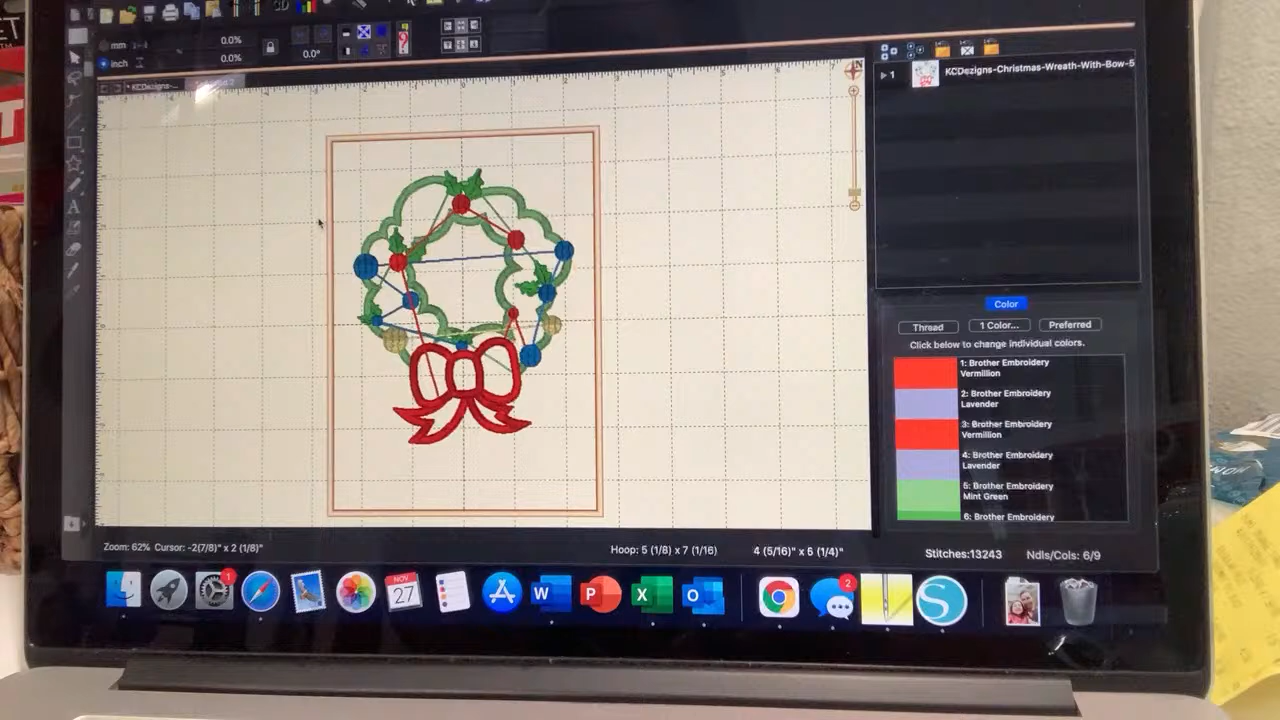 mm
0.0%
inch
0.0%
0.0°
N
1
KCDezigns-Christmas-Wreath-With-Bow-5
Color
Thread
1 Color...
Preferred
Click below to change individual colors.
1: Brother Embroidery
Vermillion
2: Brother Embroidery
Lavender
3: Brother Embroidery
Vermillion
4: Brother Embroidery
Lavender
5: Brother Embroidery
Mint Green
6: Brother Embroidery
Zoom: 62% Cursor: -2(7/8)" x 2 (1/8)"
Hoop: 5 (1/8) x 7 (1/16)
4 (5/16)" x 6 (1/4)"
Stitches:13243
Ndls/Cols: 6/9
1
NOV
27
W
P
X
O
2
S